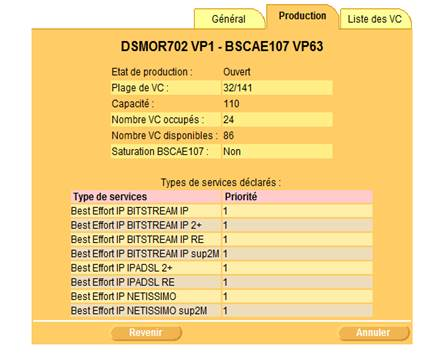 Général Production Liste des VC
DSMOR702 VP1 - BSCAE107 VP63
Etat de production : Ouvert
Plage de VC : 32/141
Capacité : 110
Nombre VC occupés : 24
Nombre VC disponibles : 86
Saturation BSCAE107 : Non
Types de services déclarés :
Type de services Priorité
Best Effort IP BITSTREAM IP 1
Best Effort IP BITSTREAM IP 2+ 1
Best Effort IP BITSTREAM IP RE 1
Best Effort IP BITSTREAM IP sup2M 1
Best Effort IP IPADSL 2+ 1
Best Effort IP IPADSL RE 1
Best Effort IP NETISSIMO 1
Best Effort IP NETISSIMO sup2M 1
Revenir Annuler